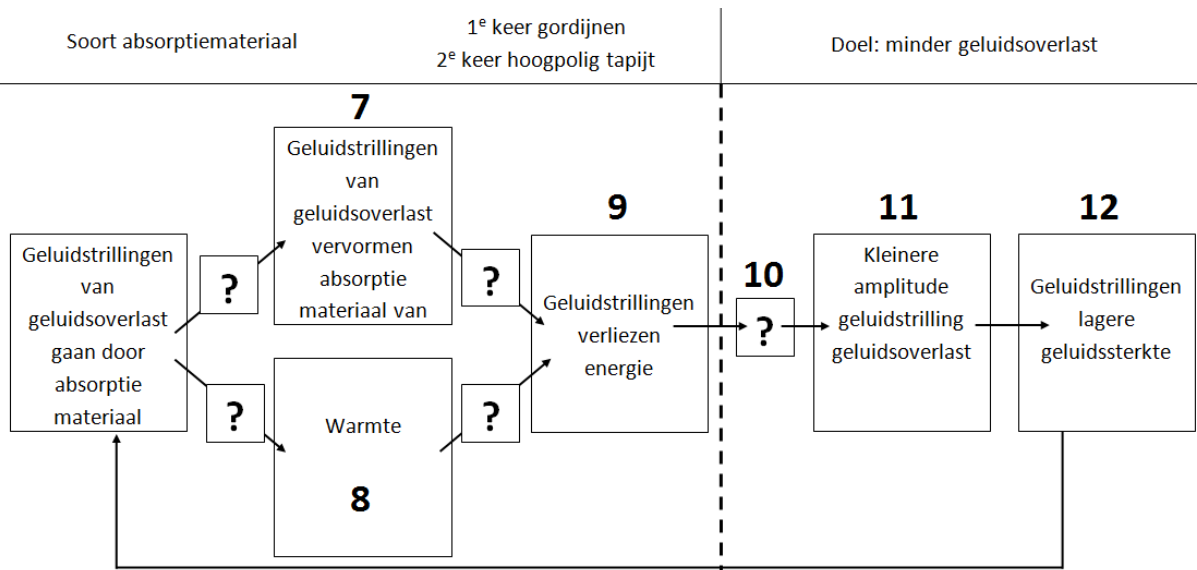 Soort absorptiemateriaal
1e keer gordijnen
2e keer hoogpolig tapijt
Doel: minder geluidsoverlast
Geluidstrillingen
van
geluidsoverlast
gaan door
absorptie
materiaal
?
?
7
Geluidstrillingen
van
geluidsoverlast
vervormen
absorptie
materiaal van
Warmte
8
?
?
9
Geluidstrillingen
verliezen
energie
10
?
11
Kleinere
amplitude
geluidstrilling
geluidsoverlast
12
Geluidstrillingen
lagere
geluidssterkte